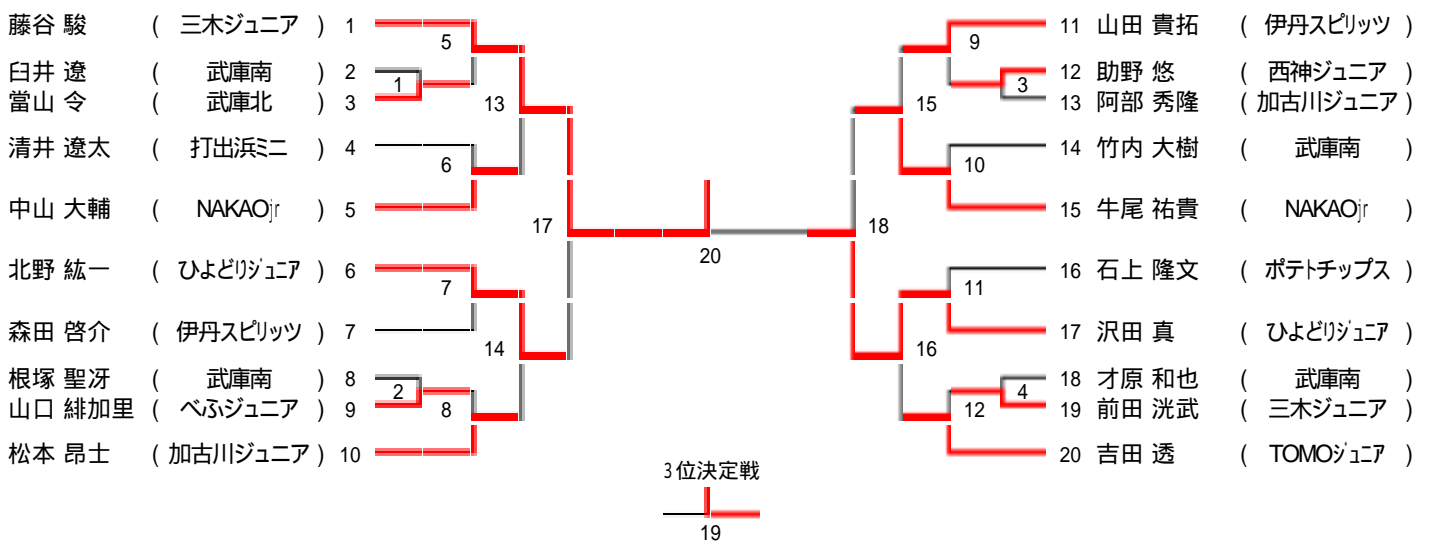 藤谷 駿 ( 三木ジュニア ) 1
臼井 遼 ( 武庫南 ) 2
當山 令 ( 武庫北 ) 3
清井 遼太 ( 打出浜ミニ ) 4
中山 大輔 ( NAKAOjr ) 5
北野 紘一 ( ひよどりジュニア ) 6
森田 啓介 ( 伊丹スピリッツ ) 7
根塚 聖冴 ( 武庫南 ) 8
山口 緋加里 ( べふジュニア ) 9
松本 昂士 ( 加古川ジュニア ) 10
5
1
13
6
17
7
14
2
8
20
3位決定戦
19
9
3
15
10
18
11
16
4
12
11 山田 貴拓 ( 伊丹スピリッツ )
12 助野 悠 ( 西神ジュニア )
13 阿部 秀隆 ( 加古川ジュニア )
14 竹内 大樹 ( 武庫南 )
15 牛尾 祐貴 ( NAKAOjr )
16 石上 隆文 ( ポテトチップス )
17 沢田 真 ( ひよどりジュニア )
18 才原 和也 ( 武庫南 )
19 前田 洸武 ( 三木ジュニア )
20 吉田 透 ( TOMOジュニア )